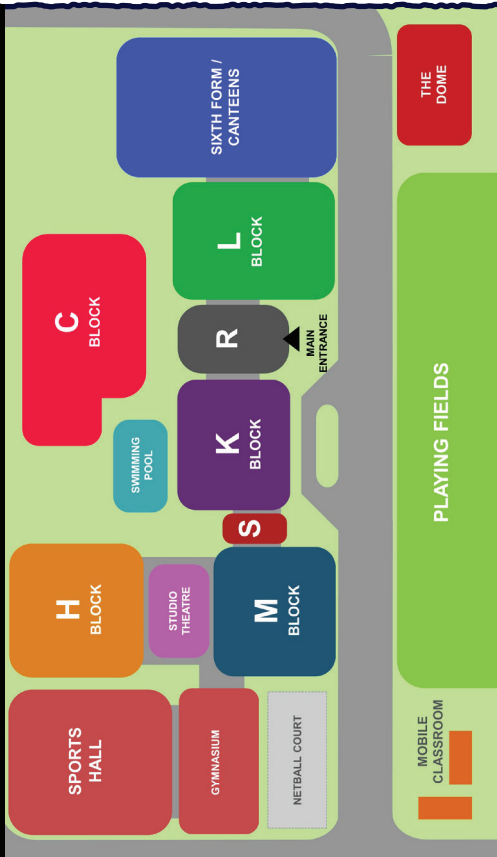 SIXTH FORM /
CANTEENS
THE
DOME
L
BLOCK
C
BLOCK
R
MAIN
ENTRANCE
K
BLOCK
SWIMMING
POOL
PLAYING FIELDS
S
H
BLOCK
STUDIO
THEATRE
M
BLOCK
SPORTS
HALL
GYMNASIUM
NETBALL COURT
MOBILE
CLASSROOM